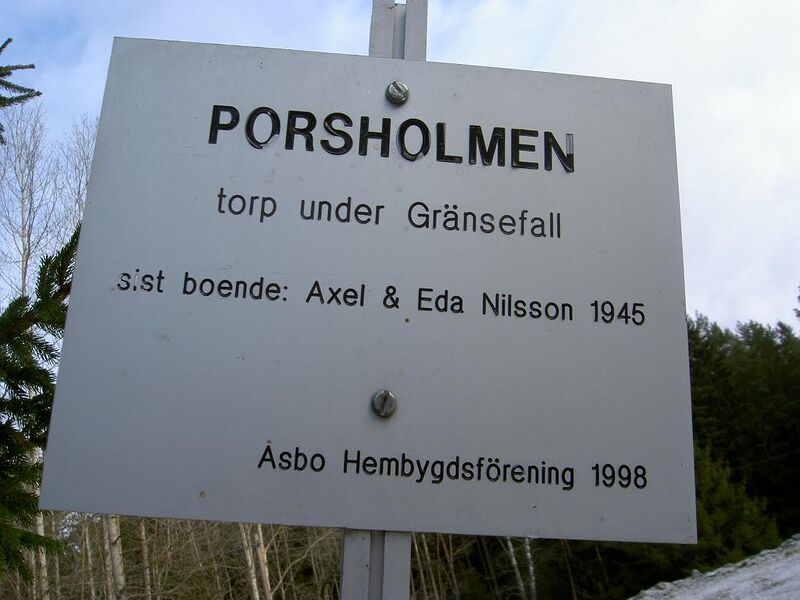 PORSHOLMEN
torp under Gränsefall
sist boende: Axel & Eda Nilsson 1945
Åsbo Hembygdsförening 1998